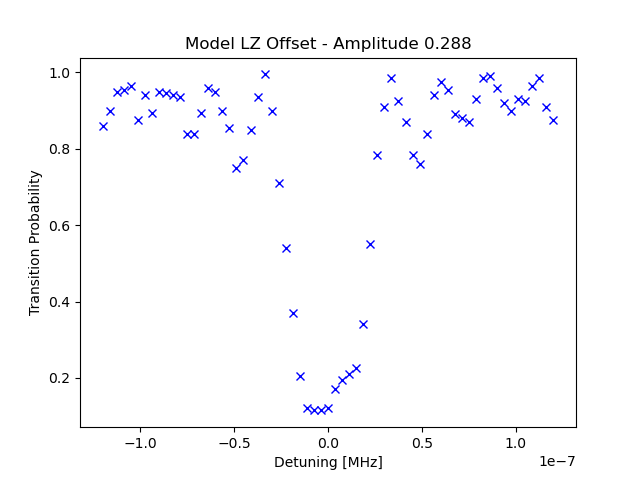 Model LZ Offset - Amplitude 0.288
1.0
0.8
0.6
0.4
0.2
Transition Probability
−1.0 −0.5 0.0 0.5 1.0
1e−7
Detuning [MHz]